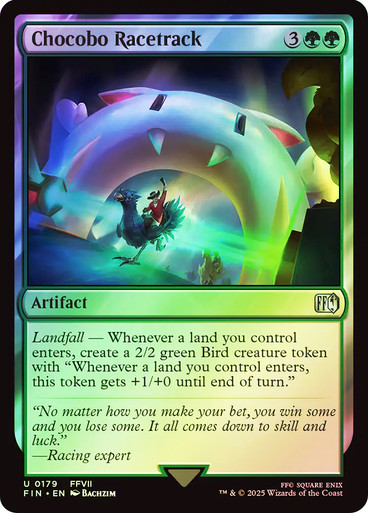 Chocobo Racetrack 3
Artifact FFC
Landfall — Whenever a land you control
enters, create a 2/2 green Bird creature token
with “Whenever a land you control enters,
this token gets +1/+0 until end of turn.”
“No matter how you make your bet, you win some
and you lose some. It all comes down to skill and
luck.”
—Racing expert
U 0179 FFVII
FIN • EN Bachzim
FF© SQUARE ENIX
™ & © 2025 Wizards of the Coast